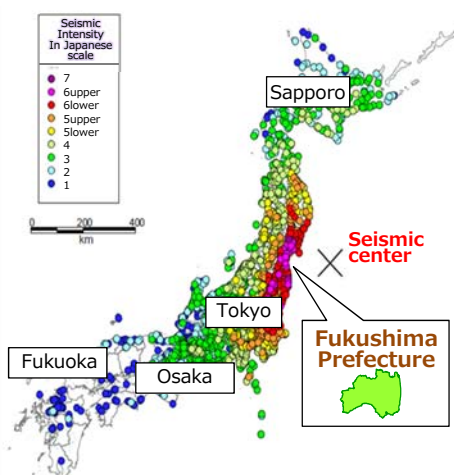 Seismic
Intensity
In Japanese
scale
7
6upper
6lower
5upper
5lower
4
3
2
1
0
200
400
km
Sapporo
Seismic
center
Tokyo
Fukushima
Prefecture
Fukuoka
Osaka